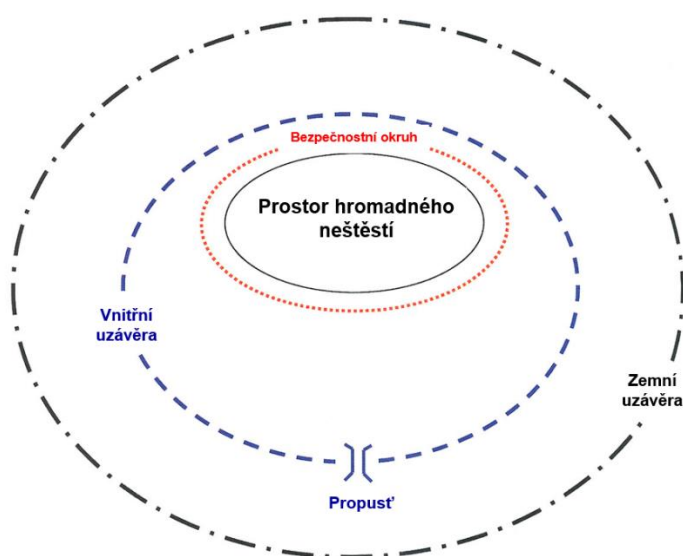 Bezpečnostní okruh
Prostor hromadného
neštěstí
Vnitřní
uzávěra
Zemní
uzávěra
Propusť